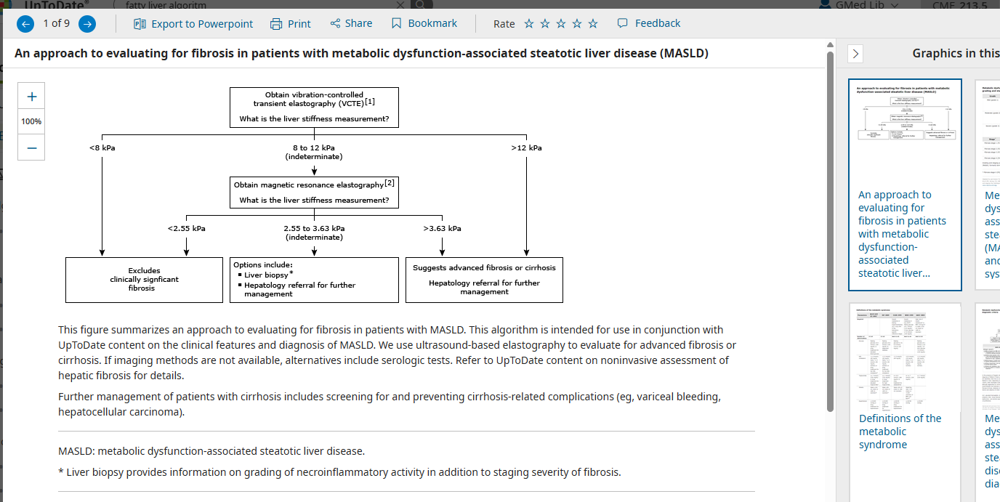 UpToDate®
fatty liver algoritm
GMed Lib
CME 213.5
1 of 9
Export to Powerpoint
Print
Share
Bookmark
Rate
Feedback
An approach to evaluating for fibrosis in patients with metabolic dysfunction-associated steatotic liver disease (MASLD)
100%
Obtain vibration-controlled
transient elastography (VCTE)[1]
What is the liver stiffness measurement?
<8 kPa
8 to 12 kPa
(indeterminate)
>12 kPa
Obtain magnetic resonance elastography[2]
What is the liver stiffness measurement?
<2.55 kPa
2.55 to 3.63 kPa
(indeterminate)
>3.63 kPa
Excludes
clinically signficant
fibrosis
Options include:
▪ Liver biopsy*
▪ Hepatology referral for further
management
Suggests advanced fibrosis or cirrhosis
Hepatology referral for further
management
This figure summarizes an approach to evaluating for fibrosis in patients with MASLD. This algorithm is intended for use in conjunction with
UpToDate content on the clinical features and diagnosis of MASLD. We use ultrasound-based elastography to evaluate for advanced fibrosis or
cirrhosis. If imaging methods are not available, alternatives include serologic tests. Refer to UpToDate content on noninvasive assessment of
hepatic fibrosis for details.
Further management of patients with cirrhosis includes screening for and preventing cirrhosis-related complications (eg, variceal bleeding,
hepatocellular carcinoma).
MASLD: metabolic dysfunction-associated steatotic liver disease.
* Liver biopsy provides information on grading of necroinflammatory activity in addition to staging severity of fibrosis.
Graphics in this
An approach to
evaluating for
fibrosis in patients
with metabolic
dysfunction-
associated
steatotic liver...
Me
dys
ass
ste
(MA
and
sys
Definitions of the
metabolic
syndrome
Me
dys
ass
ste
dise
dia